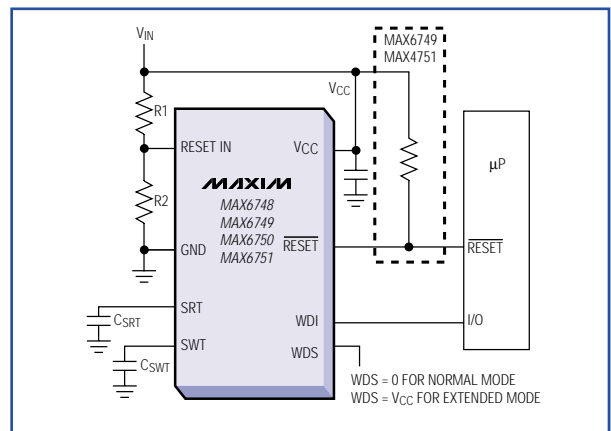 VIN
MAX6749
MAX4751
VCC
R1
RESET IN
VCC
µP
MAXIM
MAX6748
R2
MAX6749
MAX6750
GND
MAX6751
RESET
RESET
SRT
CSRT
WDI
I/O
SWT
WDS
CSWT
WDS = 0 FOR NORMAL MODE
WDS = VCC FOR EXTENDED MODE